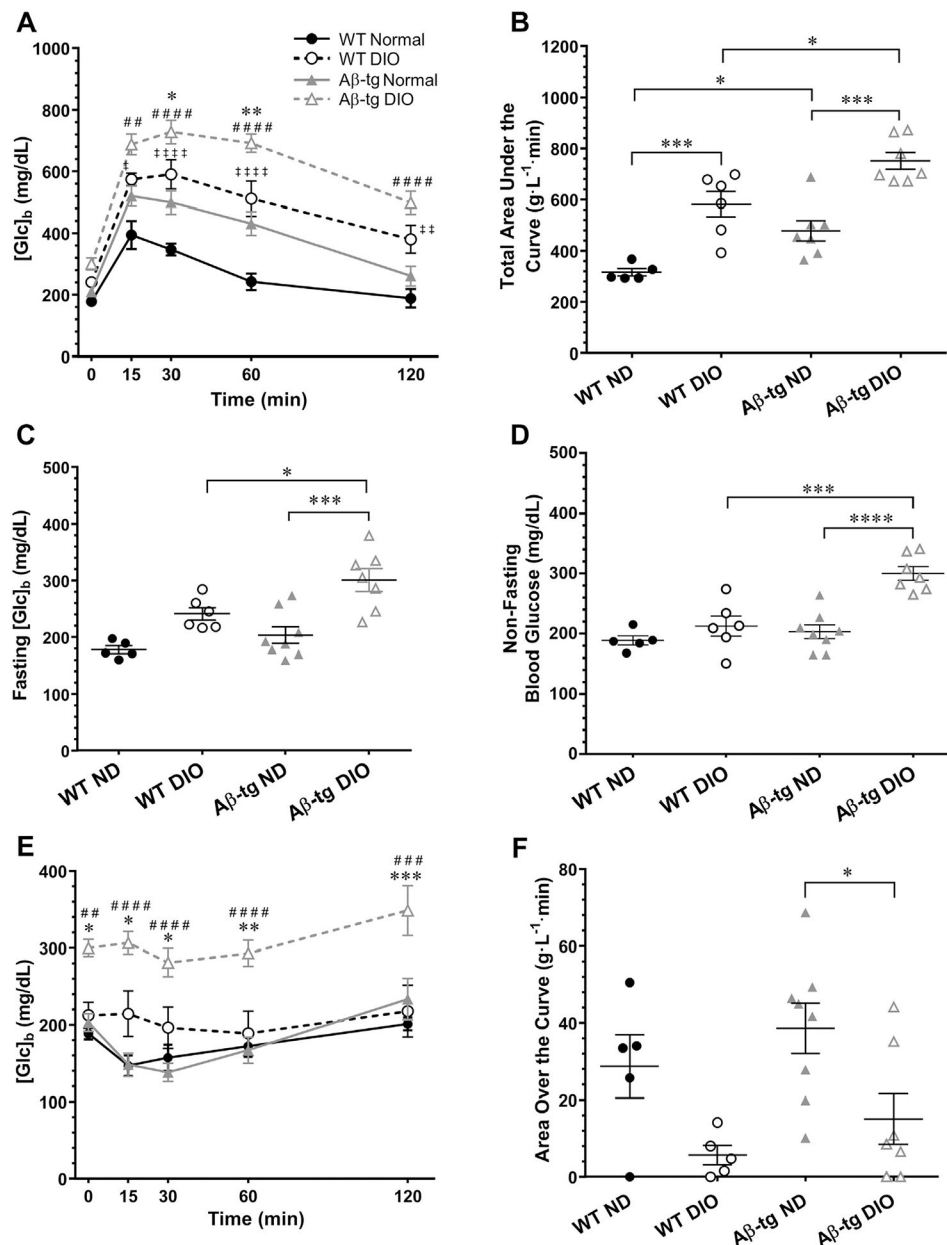 A
WT Normal
WT DIO
Aβ-tg Normal
Aβ-tg DIO
[Glc]b (mg/dL)
1000
800
600
400
200
0
##
*
####
‡‡‡‡
‡
**
####
‡‡‡‡
####
‡‡
0 15 30 60 120
Time (min)
B
Total Area Under the
Curve (g·L-1·min)
1200
1000
800
600
400
200
0
*
*
***
***
WT ND
WT DIO
Aβ-tg ND
Aβ-tg DIO
C
Fasting [Glc]b (mg/dL)
500
400
300
200
100
0
*
***
WT ND
WT DIO
Aβ-tg ND
Aβ-tg DIO
D
Non-Fasting
Blood Glucose (mg/dL)
500
400
300
200
100
0
***
****
WT ND
WT DIO
Aβ-tg ND
Aβ-tg DIO
E
[Glc]b (mg/dL)
400
300
200
100
0
##
*
####
*
####
*
####
**
###
***
0 15 30 60 120
Time (min)
F
Area Over the Curve (g·L-1·min)
80
60
40
20
0
*
WT ND
WT DIO
Aβ-tg ND
Aβ-tg DIO